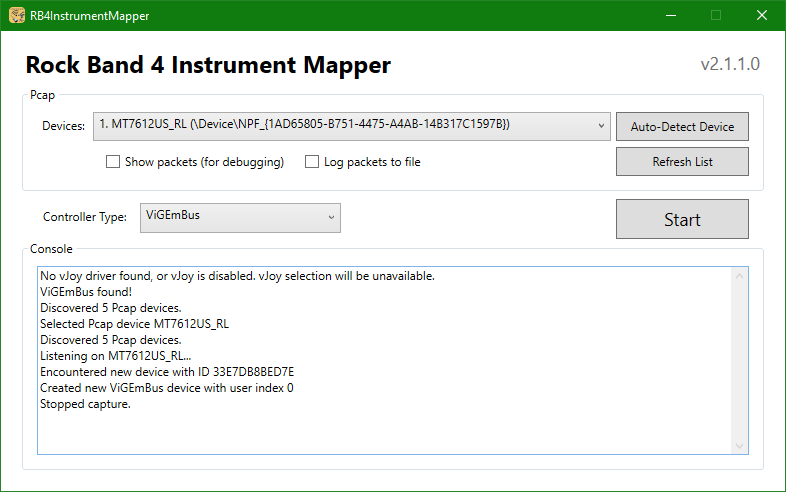 RB4InstrumentMapper
Rock Band 4 Instrument Mapper
v2.1.1.0
Pcap
Devices:
1. MT7612US_RL (\Device\NPF_{1AD65805-B751-4475-A4AB-14B317C1597B})
Auto-Detect Device
Show packets (for debugging)
Log packets to file
Refresh List
Controller Type:
ViGEmBus
Start
Console
No vJoy driver found, or vJoy is disabled. vJoy selection will be unavailable.
ViGEmBus found!
Discovered 5 Pcap devices.
Selected Pcap device MT7612US_RL
Discovered 5 Pcap devices.
Listening on MT7612US_RL...
Encountered new device with ID 33E7DB8BED7E
Created new ViGEmBus device with user index 0
Stopped capture.